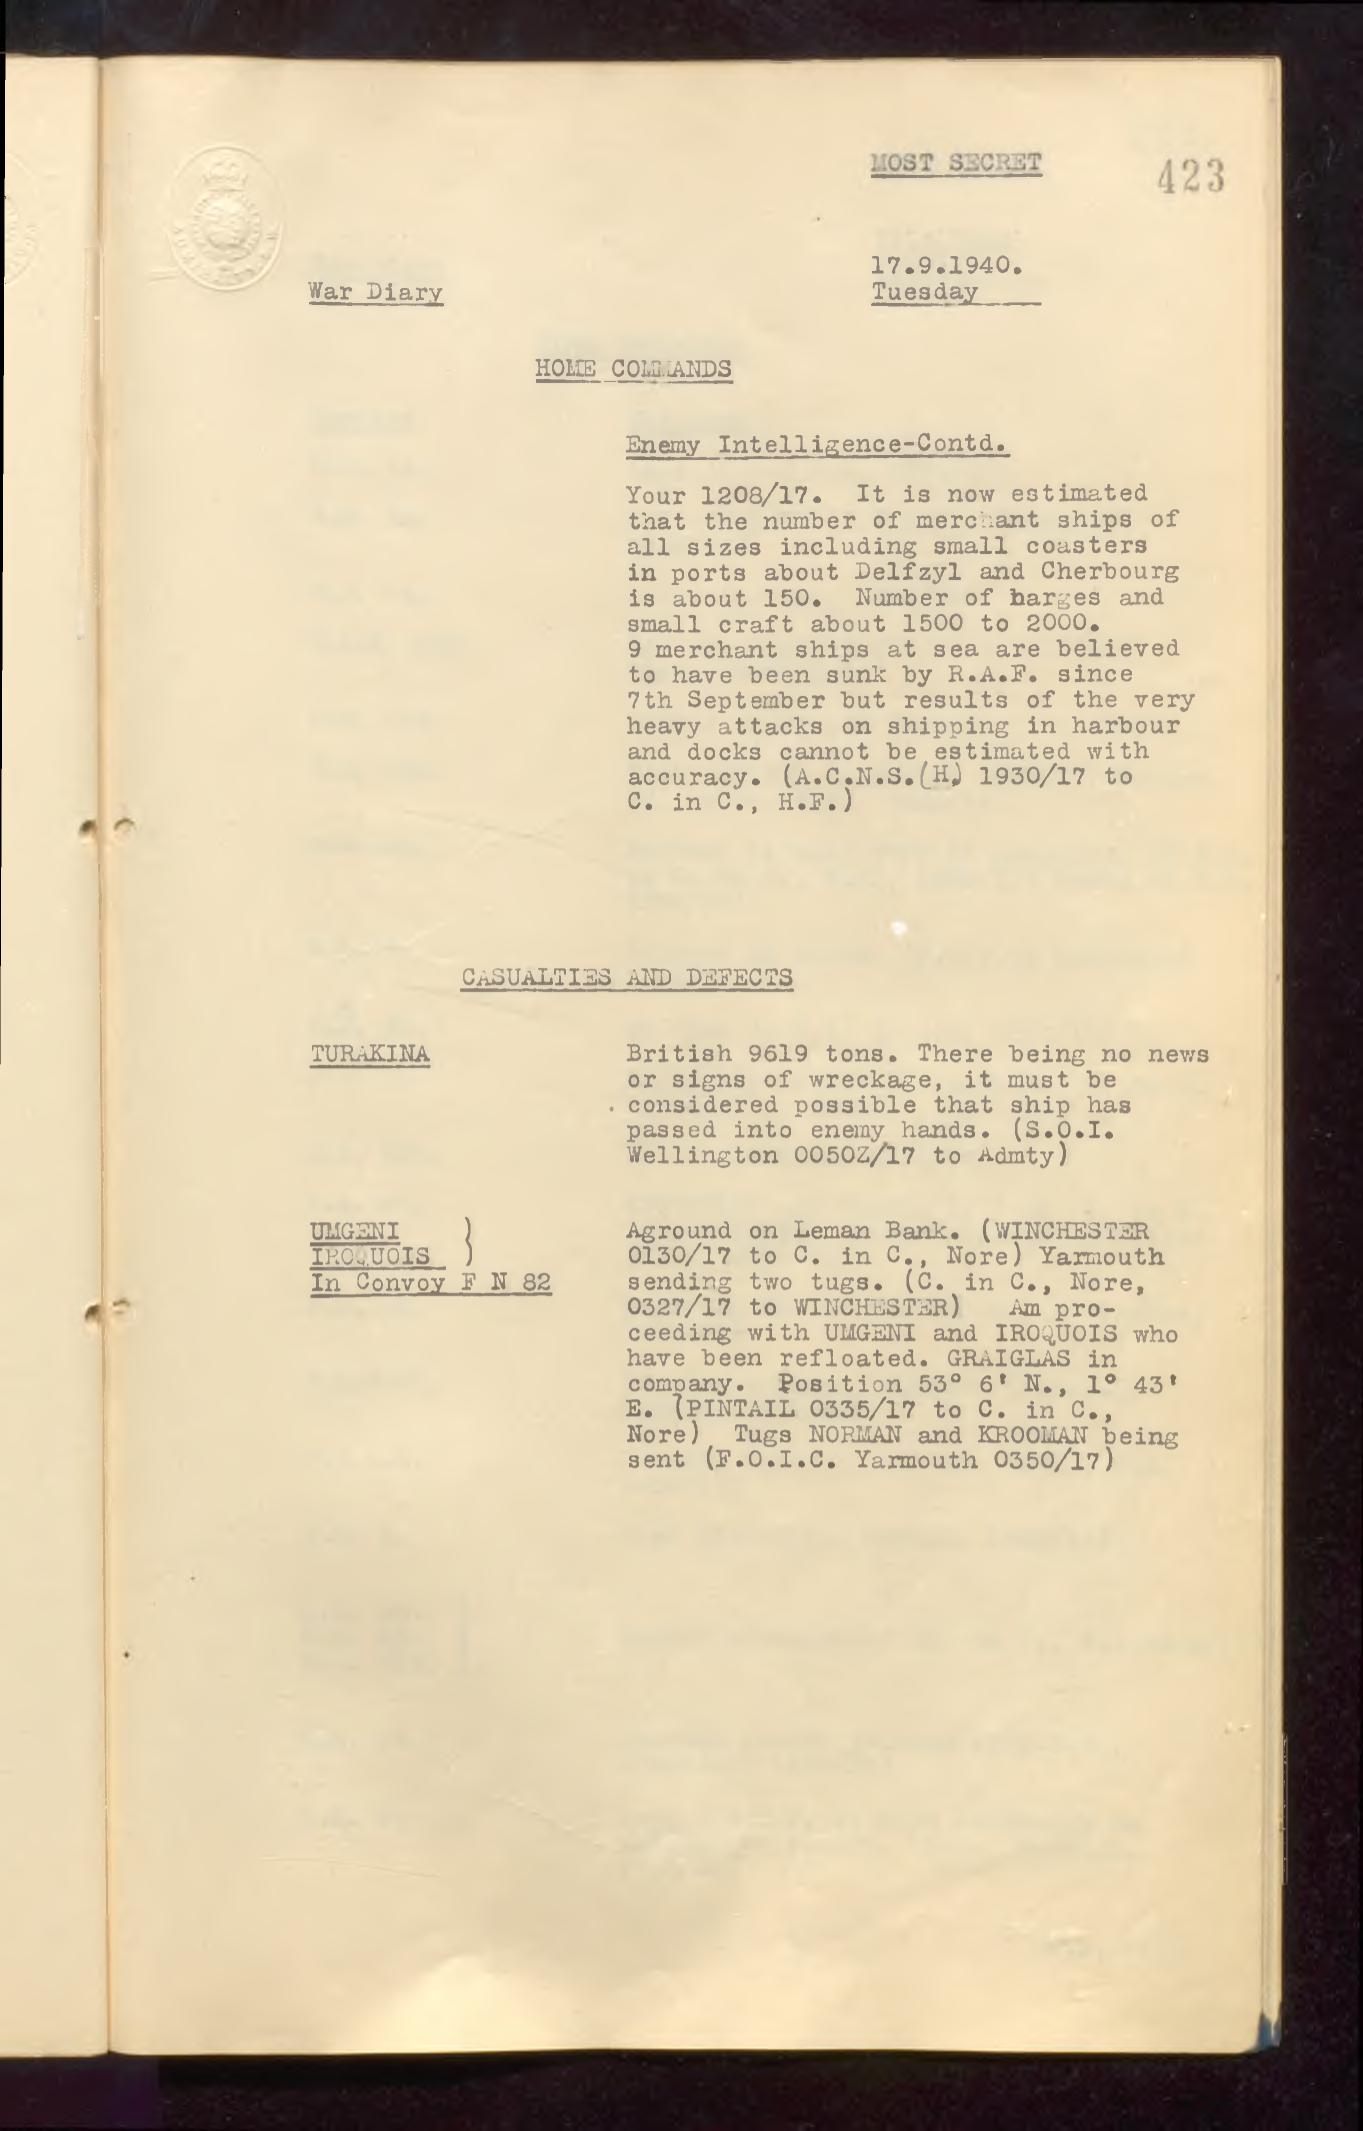 MOST SECRET
423
17.9.1940.
War Diary
Tuesday
HOME COMMANDS
Enemy Intelligence-Contd.
Your 1208/17. It is now estimated
that the number of merchant ships of
all sizes including small coasters
in ports about Delfzyl and Cherbourg
is about 150. Number of barges and
small craft about 1500 to 2000.
9 merchant ships at sea are believed
to have been sunk by R.A.F. since
7th September but results of the very
heavy attacks on shipping in harbour
and docks cannot be estimated with
accuracy. (A.C.N.S.(H) 1930/17 to
C. in C., H.F.)
CASUALTIES AND DEFECTS
TURAKINA
British 9619 tons. There being no news
or signs of wreckage, it must be
considered possible that ship has
passed into enemy hands. (S.O.I.
Wellington 0050Z/17 to Admty)
UMGENI )
IROQUOIS )
In Convoy F N 82
Aground on Leman Bank. (WINCHESTER
0130/17 to C. in C., Nore) Yarmouth
sending two tugs. (C. in C., Nore,
0327/17 to WINCHESTER) Am pro-
ceeding with UMGENI and IROQUOIS who
have been refloated. GRAIGLAS in
company. Position 53° 6' N., 1° 43'
E. (PINTAIL 0335/17 to C. in C.,
Nore) Tugs NORMAN and KROOMAN being
sent (F.O.I.C. Yarmouth 0350/17)